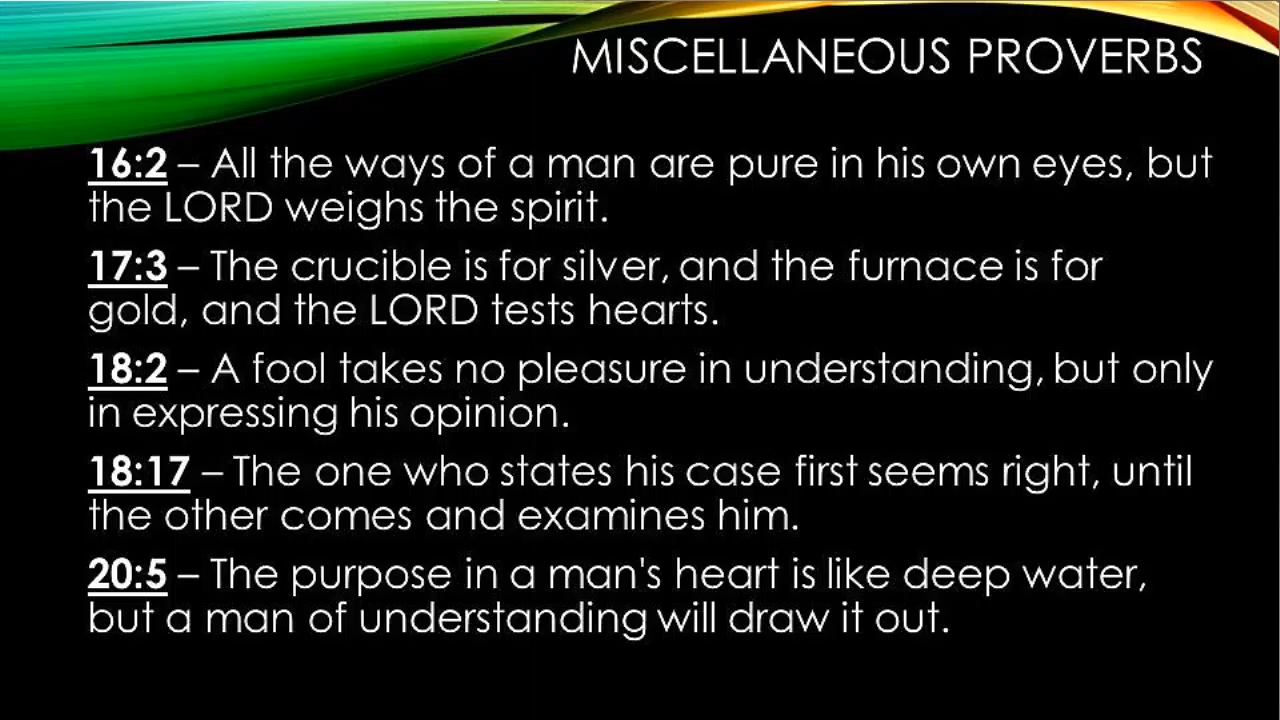 MISCELLANEOUS PROVERBS
16:2 – All the ways of a man are pure in his own eyes, but
the LORD weighs the spirit.
17:3 – The crucible is for silver, and the furnace is for
gold, and the LORD tests hearts.
18:2 – A fool takes no pleasure in understanding, but only
in expressing his opinion.
18:17 – The one who states his case first seems right, until
the other comes and examines him.
20:5 – The purpose in a man's heart is like deep water,
but a man of understanding will draw it out.